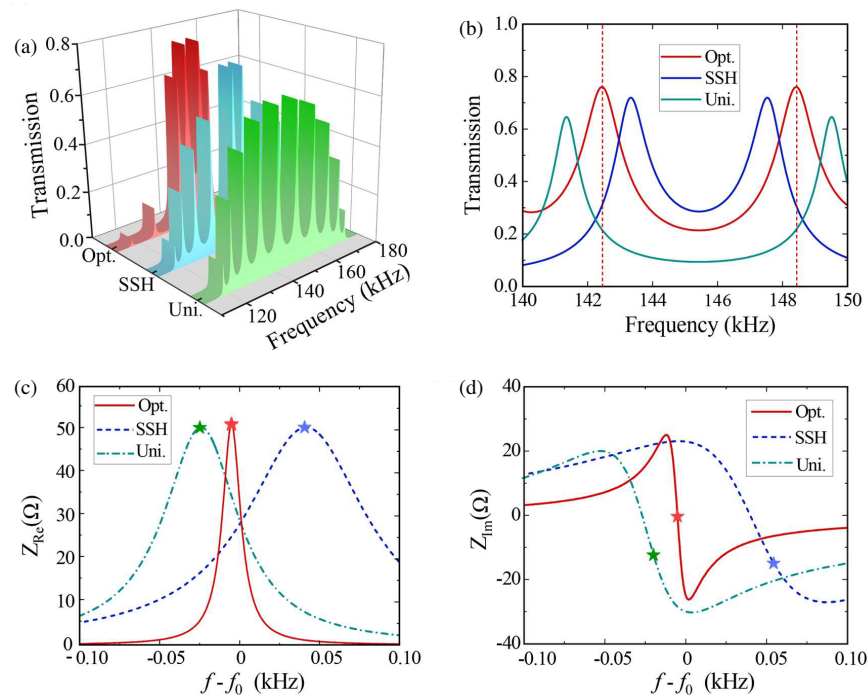 (a)
0.8
0.6
0.4
0.2
0.0
Transmission
Opt.
SSH
Uni.
120
140
160
180
Frequency (kHz)
(b)
1.0
0.8
0.6
0.4
0.2
0.0
Transmission
Opt.
SSH
Uni.
140
142
144
146
148
150
Frequency (kHz)
(c)
60
50
40
30
20
10
0
Z_Re(Ω)
Opt.
SSH
Uni.
-0.10
-0.05
0
0.05
0.10
f - f₀ (kHz)
(d)
40
20
0
-20
-40
Z_Im(Ω)
Opt.
SSH
Uni.
-0.10
-0.05
0
0.05
0.10
f - f₀ (kHz)